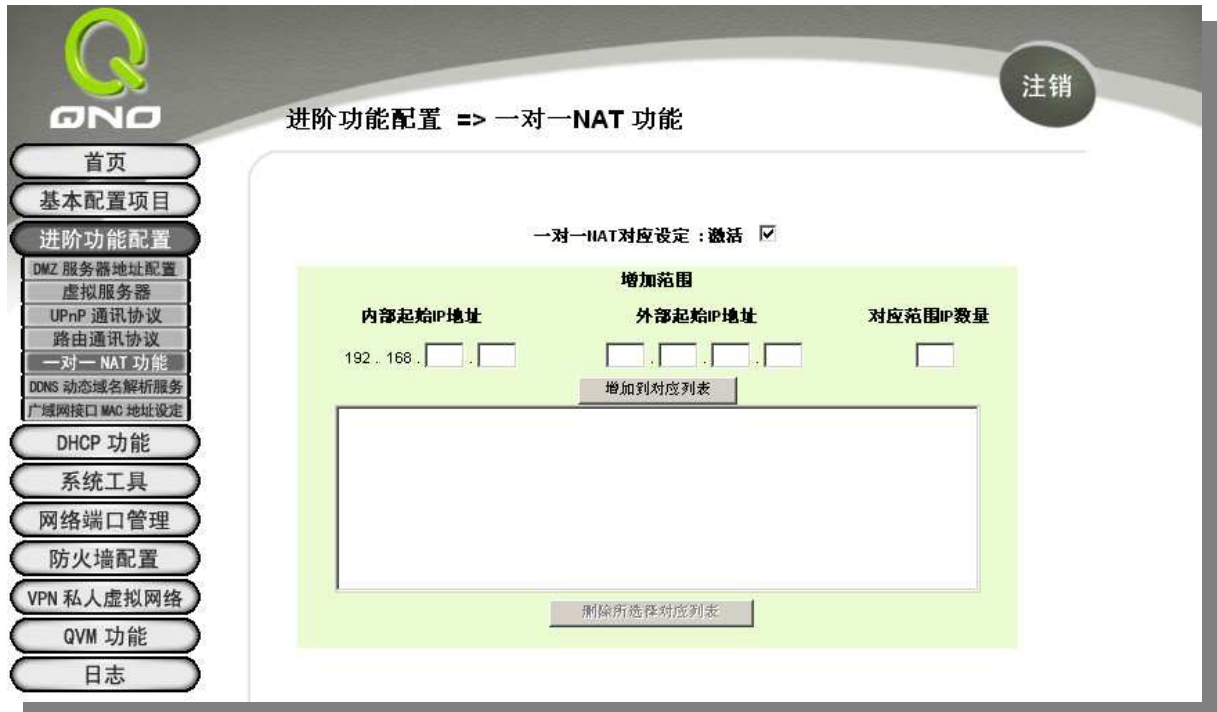 QNO
注销
进阶功能配置 => 一对一NAT 功能
首页
基本配置项目
进阶功能配置
DMZ 服务器地址配置
虚拟服务器
UPnP 通讯协议
路由通讯协议
一对一 NAT 功能
DDNS 动态域名解析服务
广域网接口 MAC 地址设定
DHCP 功能
系统工具
网络端口管理
防火墙配置
VPN 私人虚拟网络
QVM 功能
日志
一对一NAT对应设定 : 激活
增加范围
内部起始IP地址 外部起始IP地址 对应范围IP数量
192 . 168 . . . . .
增加到对应列表
删除所选择对应列表